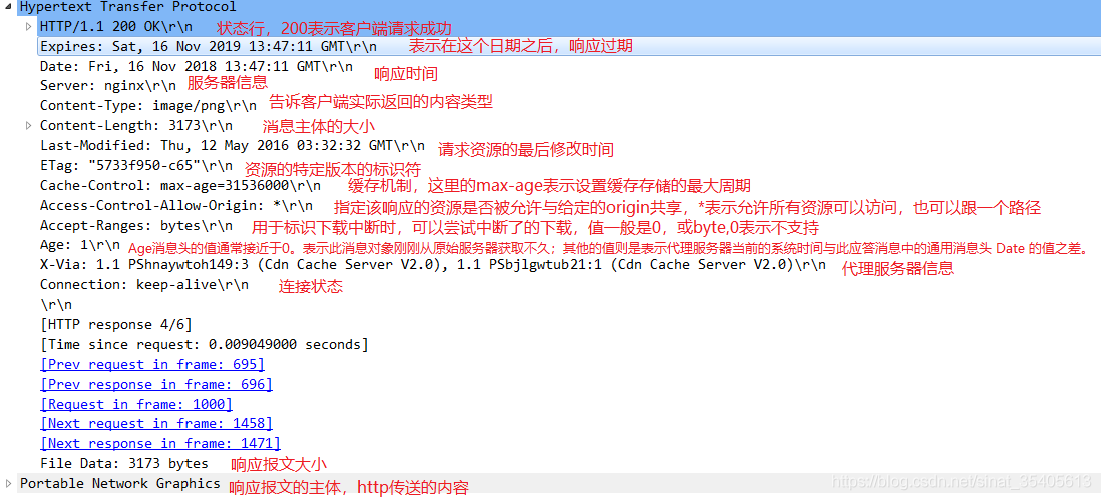 Hypertext Transfer Protocol
HTTP/1.1 200 OK\r\n 状态行，200表示客户端请求成功
Expires: Sat, 16 Nov 2019 13:47:11 GMT\r\n 表示在这个日期之后，响应过期
Date: Fri, 16 Nov 2018 13:47:11 GMT\r\n 响应时间
Server: nginx\r\n 服务器信息
Content-Type: image/png\r\n 告诉客户端实际返回的内容类型
Content-Length: 3173\r\n 消息主体的大小
Last-Modified: Thu, 12 May 2016 03:32:32 GMT\r\n 请求资源的最后修改时间
ETag: "5733f950-c65"\r\n 资源的特定版本的标识符
Cache-Control: max-age=31536000\r\n 缓存机制，这里的max-age表示设置缓存存储的最大周期
Access-Control-Allow-Origin: *\r\n 指定该响应的资源是否被允许与给定的origin共享，*表示允许所有资源可以访问，也可以跟一个路径
Accept-Ranges: bytes\r\n 用于标识下载中断时，可以尝试中断了的下载，值一般是0，或byte,0表示不支持
Age: 1\r\n Age消息头的值通常接近于0。表示此消息对象刚刚从原始服务器获取不久；其他的值则是表示代理服务器当前的系统时间与此应答消息中的通用消息头 Date 的值之差。
X-Via: 1.1 PShnaywtoh149:3 (Cdn Cache Server V2.0), 1.1 PSbjlgwtub21:1 (Cdn Cache Server V2.0)\r\n 代理服务器信息
Connection: keep-alive\r\n 连接状态
\r\n
[HTTP response 4/6]
[Time since request: 0.009049000 seconds]
[Prev request in frame: 695]
[Prev response in frame: 696]
[Request in frame: 1000]
[Next request in frame: 1458]
[Next response in frame: 1471]
File Data: 3173 bytes 响应报文大小
Portable Network Graphics 响应报文的主体，http传送的内容
https://blog.csdn.net/sinat_35405613